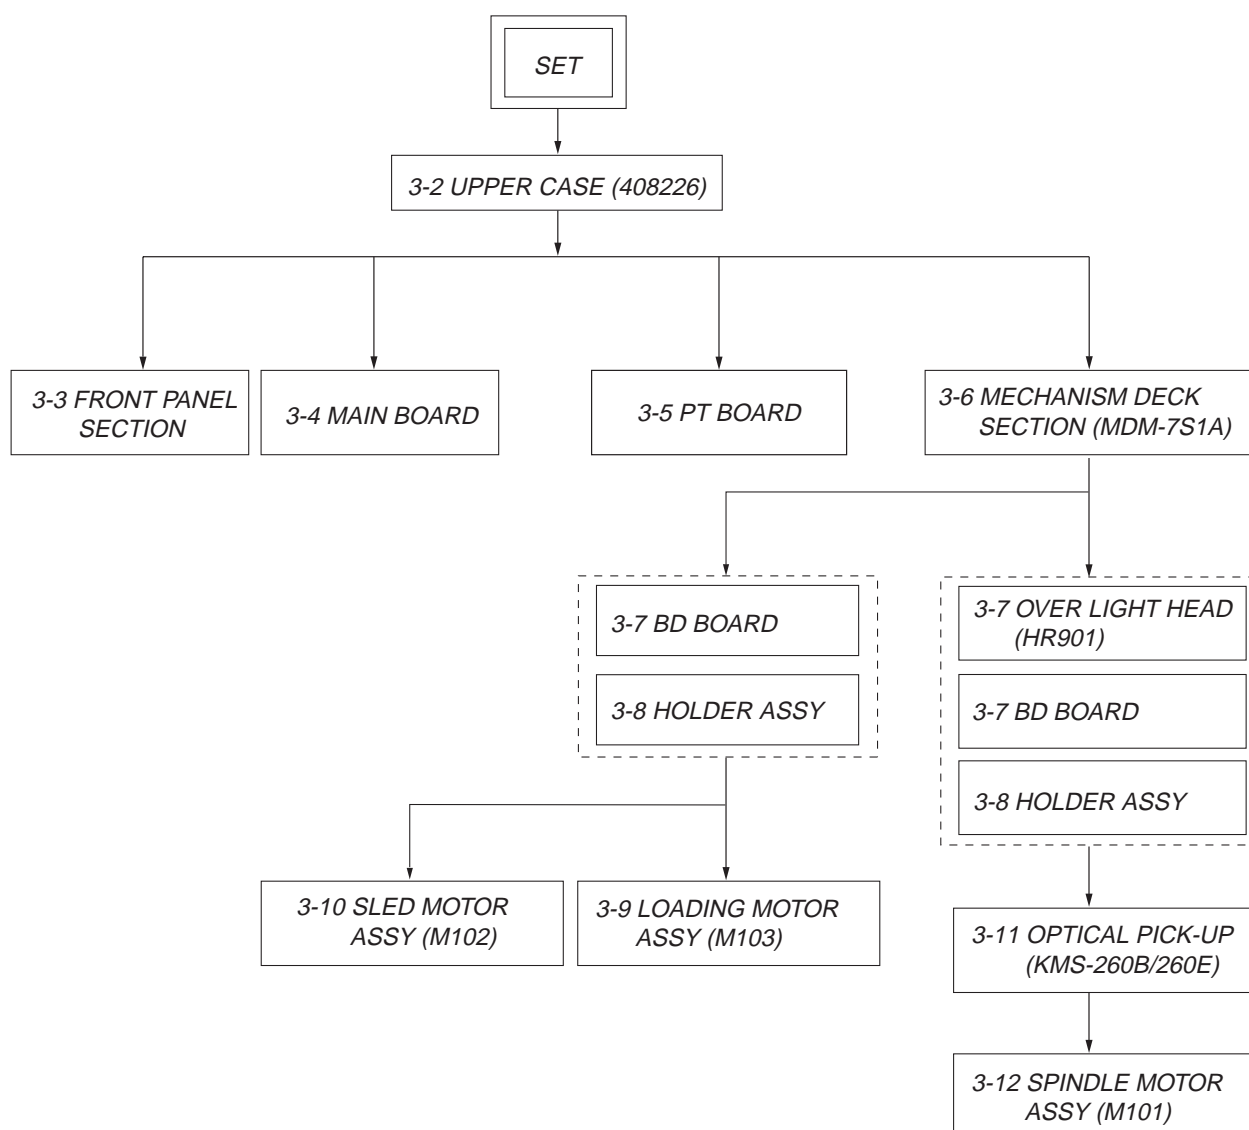 SET
3-2 UPPER CASE (408226)
3-3 FRONT PANEL
SECTION
3-4 MAIN BOARD
3-5 PT BOARD
3-6 MECHANISM DECK
SECTION (MDM-7S1A)
3-7 BD BOARD
3-8 HOLDER ASSY
3-7 OVER LIGHT HEAD
(HR901)
3-7 BD BOARD
3-8 HOLDER ASSY
3-10 SLED MOTOR
ASSY (M102)
3-9 LOADING MOTOR
ASSY (M103)
3-11 OPTICAL PICK-UP
(KMS-260B/260E)
3-12 SPINDLE MOTOR
ASSY (M101)